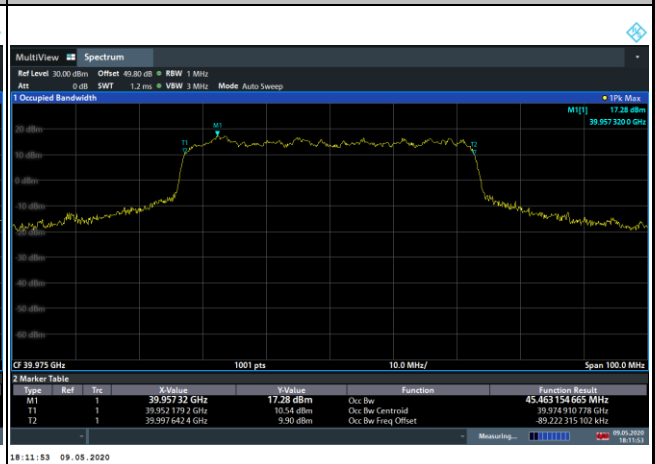 MultiView Spectrum
Ref Level 30.00 dBm Offset 49.80 dB RBW 1 MHz
Att 0 dB SWT 1.2 ms VBW 3 MHz Mode Auto Sweep
1 Occupied Bandwidth 1Pk Max
M1[1] 17.28 dBm
39.957 320 0 GHz
M1
20 dBm
T1
T2
10 dBm
0 dBm
-10 dBm
-20 dBm
-30 dBm
-40 dBm
-50 dBm
-60 dBm
CF 39.975 GHz 1001 pts 10.0 MHz/ Span 100.0 MHz
2 Marker Table
Type Ref Trc X-Value Y-Value Function Function Result
M1 1 39.957 32 GHz 17.28 dBm Occ Bw 45.463 154 665 MHz
T1 1 39.952 179 2 GHz 10.54 dBm Occ Bw Centroid 39.974 910 778 GHz
T2 1 39.997 642 4 GHz 9.90 dBm Occ Bw Freq Offset -89.222 315 102 kHz
Measuring... 09.05.2020
18:11:53
18:11:53 09.05.2020